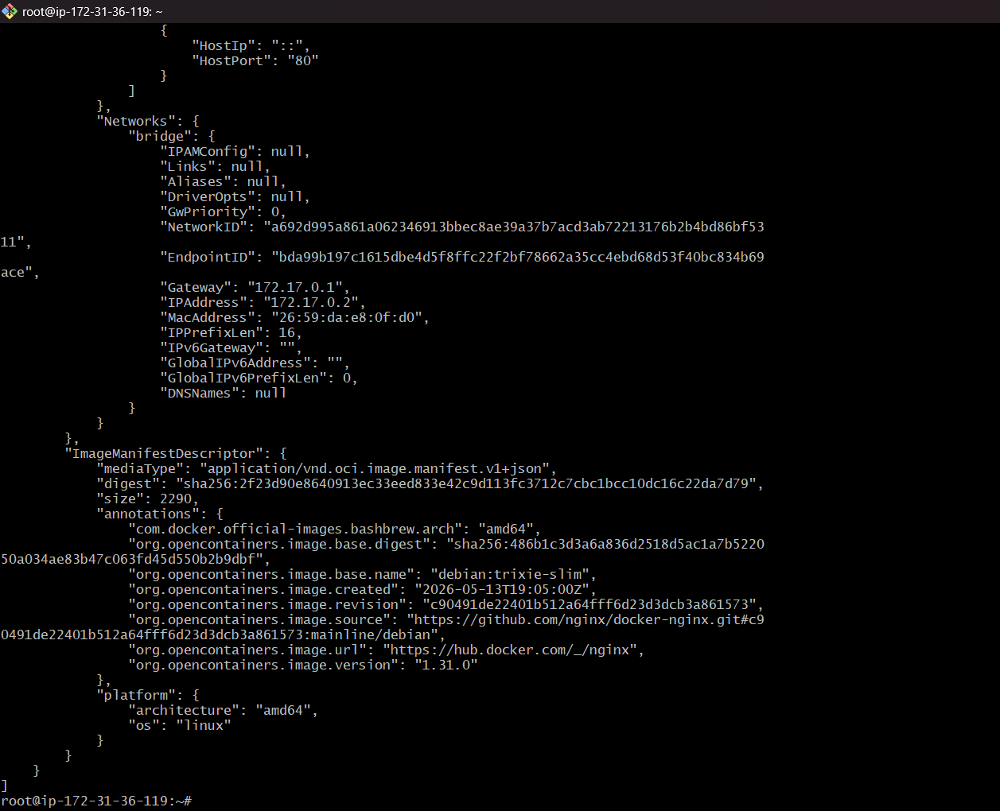 root@ip-172-31-36-119: ~
                    {
                        "HostIp": "::",
                        "HostPort": "80"
                    }
                ]
            },
            "Networks": {
                "bridge": {
                    "IPAMConfig": null,
                    "Links": null,
                    "Aliases": null,
                    "DriverOpts": null,
                    "GwPriority": 0,
                    "NetworkID": "a692d995a861a062346913bbec8ae39a37b7acd3ab72213176b2b4bd86bf53
11",
                    "EndpointID": "bda99b197c1615dbe4d5f8ffc22f2bf78662a35cc4ebd68d53f40bc834b69
ace",
                    "Gateway": "172.17.0.1",
                    "IPAddress": "172.17.0.2",
                    "MacAddress": "26:59:da:e8:0f:d0",
                    "IPPrefixLen": 16,
                    "IPv6Gateway": "",
                    "GlobalIPv6Address": "",
                    "GlobalIPv6PrefixLen": 0,
                    "DNSNames": null
                }
            }
        },
        "ImageManifestDescriptor": {
            "mediaType": "application/vnd.oci.image.manifest.v1+json",
            "digest": "sha256:2f23d90e8640913ec33eed833e42c9d113fc3712c7cbc1bcc10dc16c22da7d79",
            "size": 2290,
            "annotations": {
                "com.docker.official-images.bashbrew.arch": "amd64",
                "org.opencontainers.image.base.digest": "sha256:486b1c3d3a6a836d2518d5ac1a7b5220
50a034ae83b47c063fd45d550b2b9dbf",
                "org.opencontainers.image.base.name": "debian:trixie-slim",
                "org.opencontainers.image.created": "2026-05-13T19:05:00Z",
                "org.opencontainers.image.revision": "c90491de22401b512a64fff6d23d3dcb3a861573",
                "org.opencontainers.image.source": "https://github.com/nginx/docker-nginx.git#c9
0491de22401b512a64fff6d23d3dcb3a861573:mainline/debian",
                "org.opencontainers.image.url": "https://hub.docker.com/_/nginx",
                "org.opencontainers.image.version": "1.31.0"
            },
            "platform": {
                "architecture": "amd64",
                "os": "linux"
            }
        }
    }
]
root@ip-172-31-36-119:~#